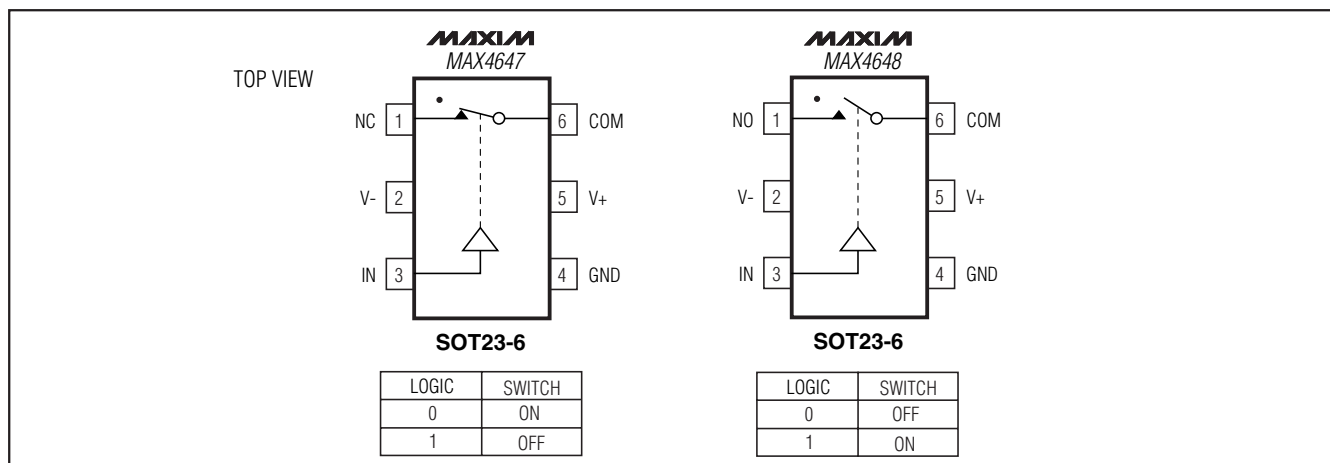 MAXIM
MAX4647
TOP VIEW
NC 1 6 COM
V- 2 5 V+
IN 3 4 GND
SOT23-6
LOGIC SWITCH
0 ON
1 OFF
MAXIM
MAX4648
NO 1 6 COM
V- 2 5 V+
IN 3 4 GND
SOT23-6
LOGIC SWITCH
0 OFF
1 ON